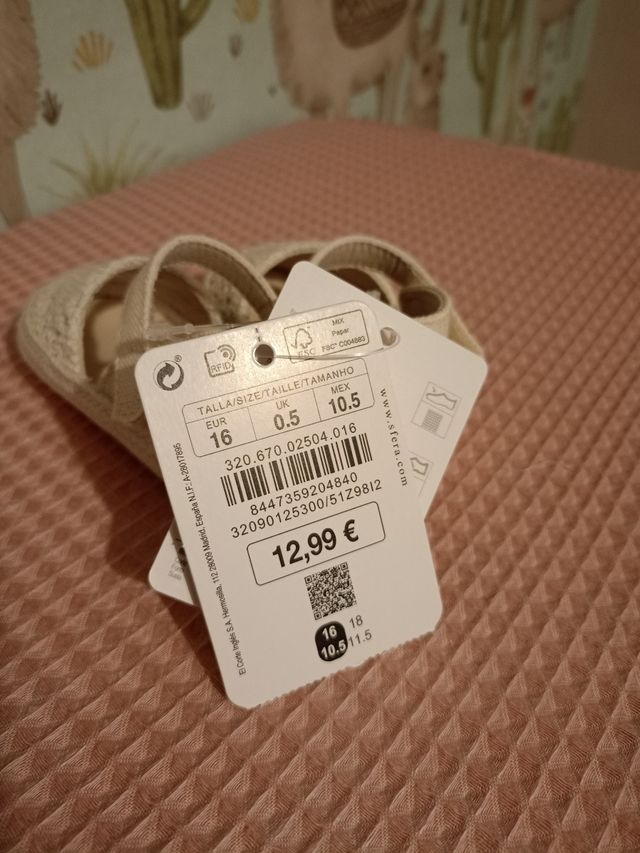 RFID
FSC
MIX
Paper
FSC® C004883
TALLA/SIZE/TAILLE/TAMANHO
EUR UK MEX
16 0.5 10.5
320.670.02504.016
8447359204840
32090125300/51Z98I2
12,99 €
16 18
10.5 11.5
www.sfera.com
El Corte Inglés S.A. Hermosilla, 112 28009 Madrid. España N.I.F.: A-28017895